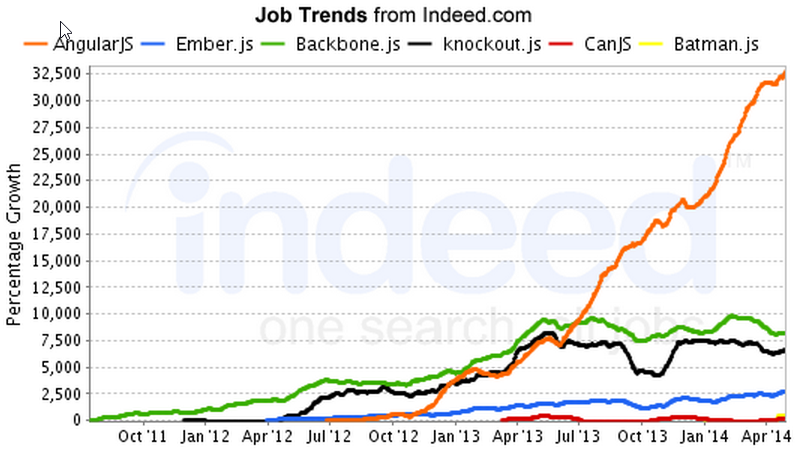 Job Trends from Indeed.com
AngularJS Ember.js Backbone.js knockout.js CanJS Batman.js
Percentage Growth
32,500
30,000
27,500
25,000
22,500
20,000
17,500
15,000
12,500
10,000
7,500
5,000
2,500
0
indeed
TM
one search. all jobs.
Oct '11 Jan '12 Apr '12 Jul '12 Oct '12 Jan '13 Apr '13 Jul '13 Oct '13 Jan '14 Apr '14